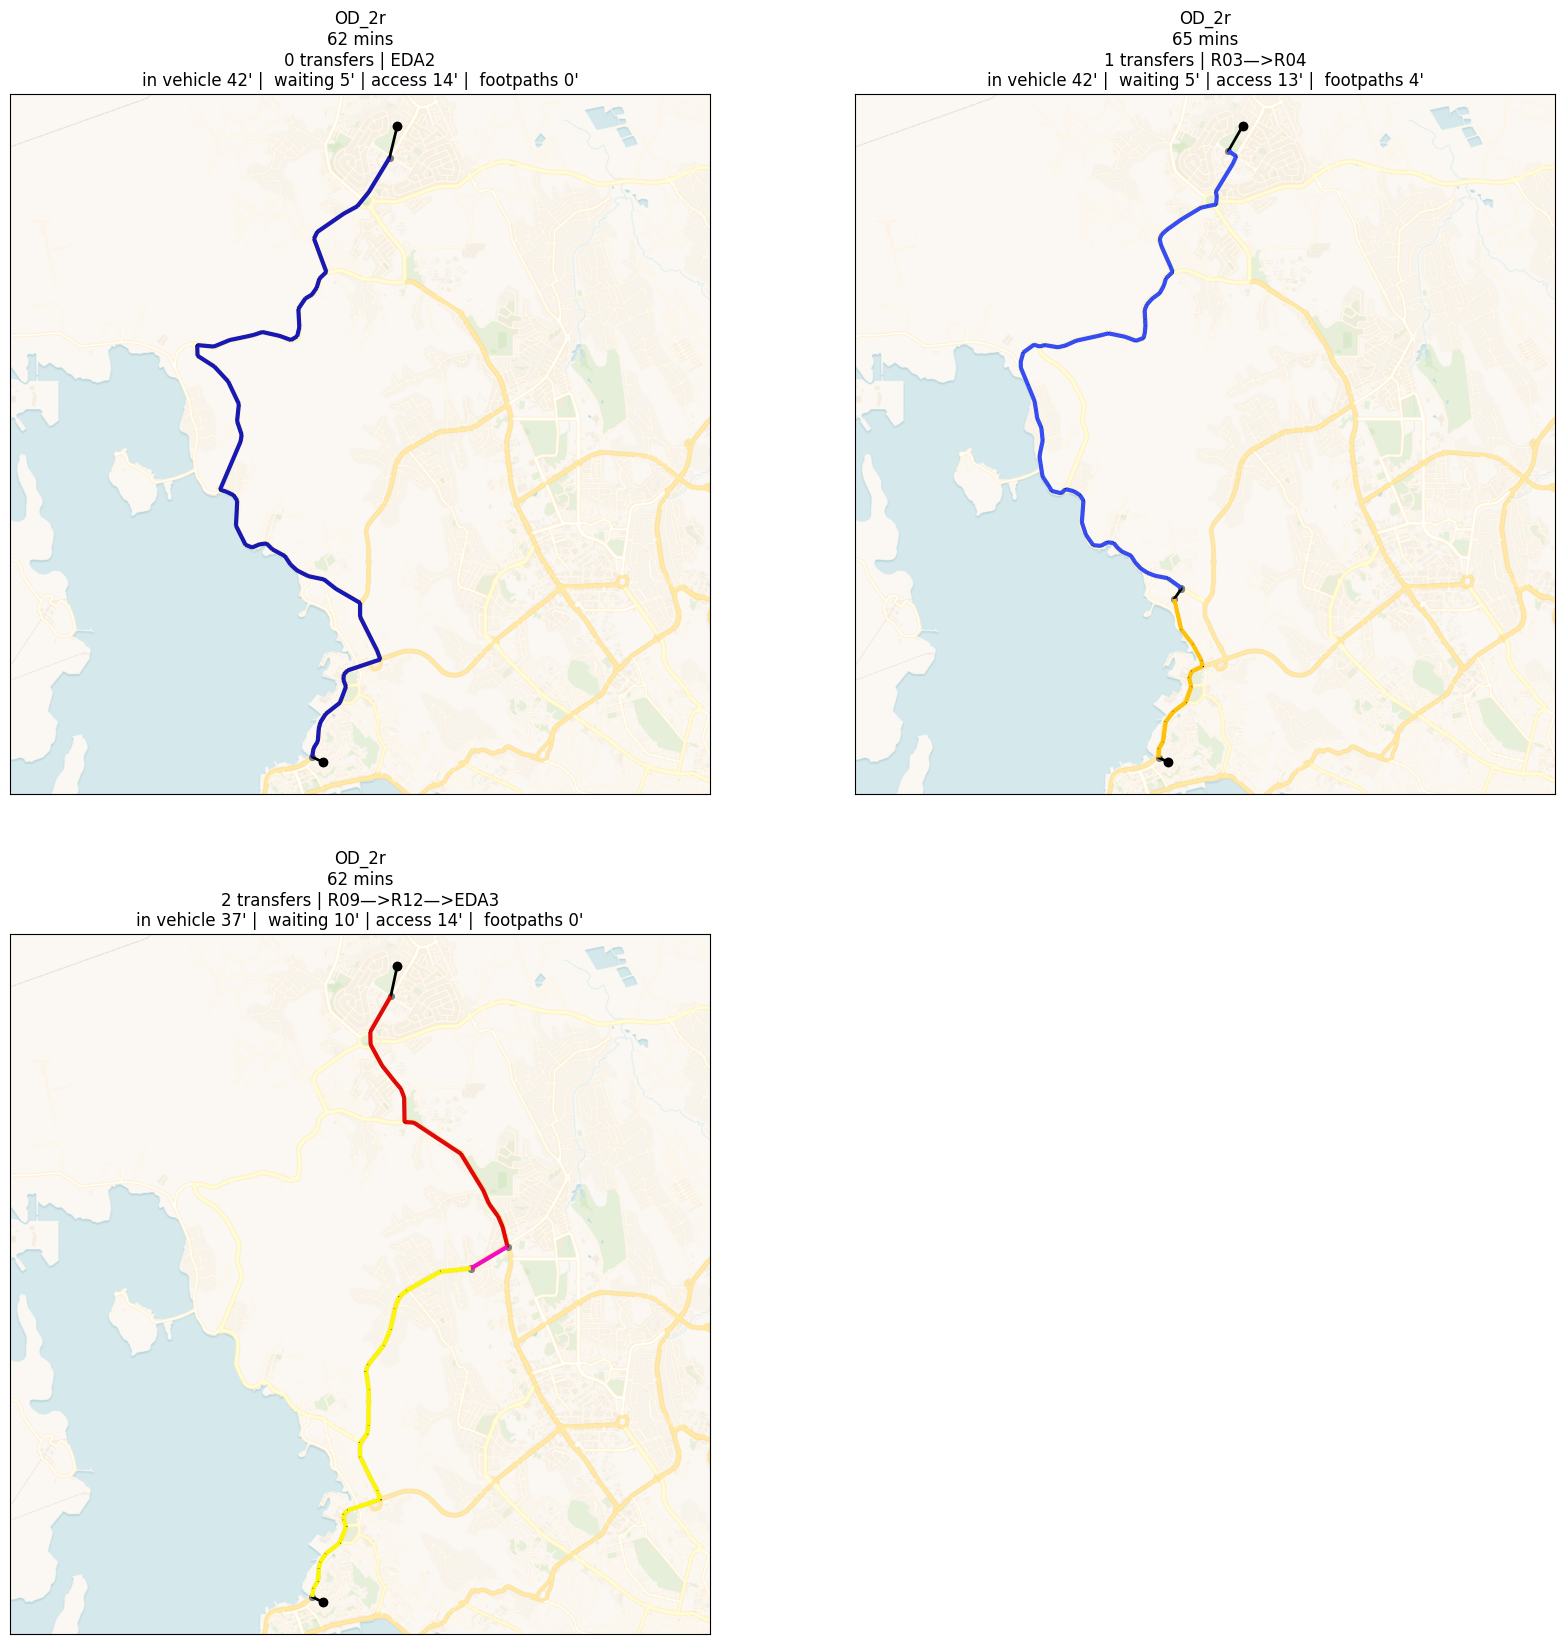 OD_2r
62 mins
0 transfers | EDA2
in vehicle 42' |  waiting 5' | access 14' |  footpaths 0'
OD_2r
65 mins
1 transfers | R03—>R04
in vehicle 42' |  waiting 5' | access 13' |  footpaths 4'
OD_2r
62 mins
2 transfers | R09—>R12—>EDA3
in vehicle 37' |  waiting 10' | access 14' |  footpaths 0'